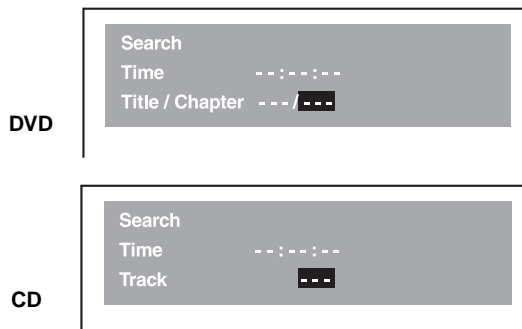 Search
Time --:--:--
Title / Chapter ---/---
DVD
Search
Time --:--:--
Track ---
CD